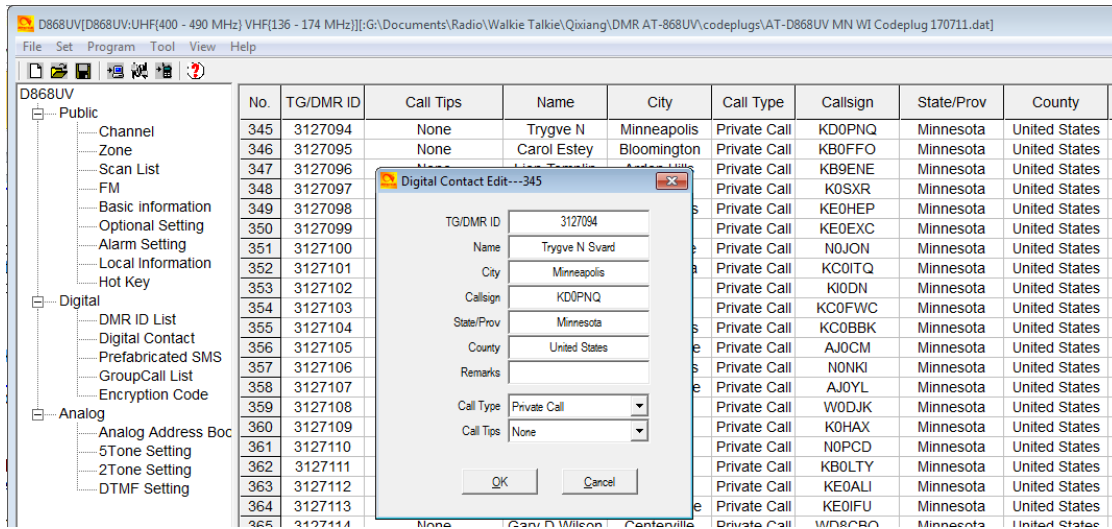 D868UV[D868UV:UHF{400 - 490 MHz} VHF{136 - 174 MHz}][:G:\Documents\Radio\Walkie Talkie\Qixiang\DMR AT-868UV\codeplugs\AT-D868UV MN WI Codeplug 170711.dat]
File Set Program Tool View Help
D868UV
Public
Channel
Zone
Scan List
FM
Basic information
Optional Setting
Alarm Setting
Local Information
Hot Key
Digital
DMR ID List
Digital Contact
Prefabricated SMS
GroupCall List
Encryption Code
Analog
Analog Address Boo
5Tone Setting
2Tone Setting
DTMF Setting
No. TG/DMR ID Call Tips Name City Call Type Callsign State/Prov County
345 3127094 None Trygve N Minneapolis Private Call KD0PNQ Minnesota United States
346 3127095 None Carol Estey Bloomington Private Call KB0FFO Minnesota United States
347 3127096 Private Call KB9ENE Minnesota United States
348 3127097 Private Call K0SXR Minnesota United States
349 3127098 s Private Call KE0HEP Minnesota United States
350 3127099 Private Call KE0EXC Minnesota United States
351 3127100 Private Call N0JON Minnesota United States
352 3127101 a Private Call KC0ITQ Minnesota United States
353 3127102 Private Call KI0DN Minnesota United States
354 3127103 Private Call KC0FWC Minnesota United States
355 3127104 s Private Call KC0BBK Minnesota United States
356 3127105 e Private Call AJ0CM Minnesota United States
357 3127106 s Private Call N0NKI Minnesota United States
358 3127107 e Private Call AJ0YL Minnesota United States
359 3127108 Private Call W0DJK Minnesota United States
360 3127109 Private Call K0HAX Minnesota United States
361 3127110 Private Call N0PCD Minnesota United States
362 3127111 Private Call KB0LTY Minnesota United States
363 3127112 Private Call KE0ALI Minnesota United States
364 3127113 e Private Call KE0IFU Minnesota United States
365 3127114 None Gary D Wilson Centerville Private Call WD8CBO Minnesota United States
Digital Contact Edit---345
TG/DMR ID 3127094
Name Trygve N Svard
City Minneapolis
Callsign KD0PNQ
State/Prov Minnesota
County United States
Remarks
Call Type Private Call
Call Tips None
OK Cancel